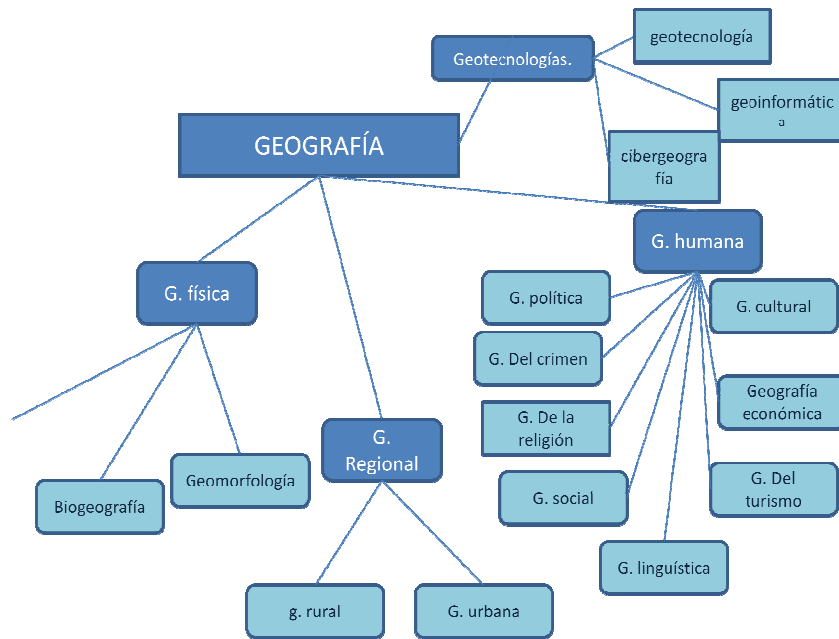 Geotecnologías.
geotecnología
geoinformátic
a
cibergeogra
fía
GEOGRAFÍA
G. humana
G. física
G. política
G. cultural
G. Del crimen
Geografía
económica
G. De la
religión
G.
Regional
Geomorfología
Biogeografía
G. social
G. Del
turismo
G. linguística
g. rural
G. urbana